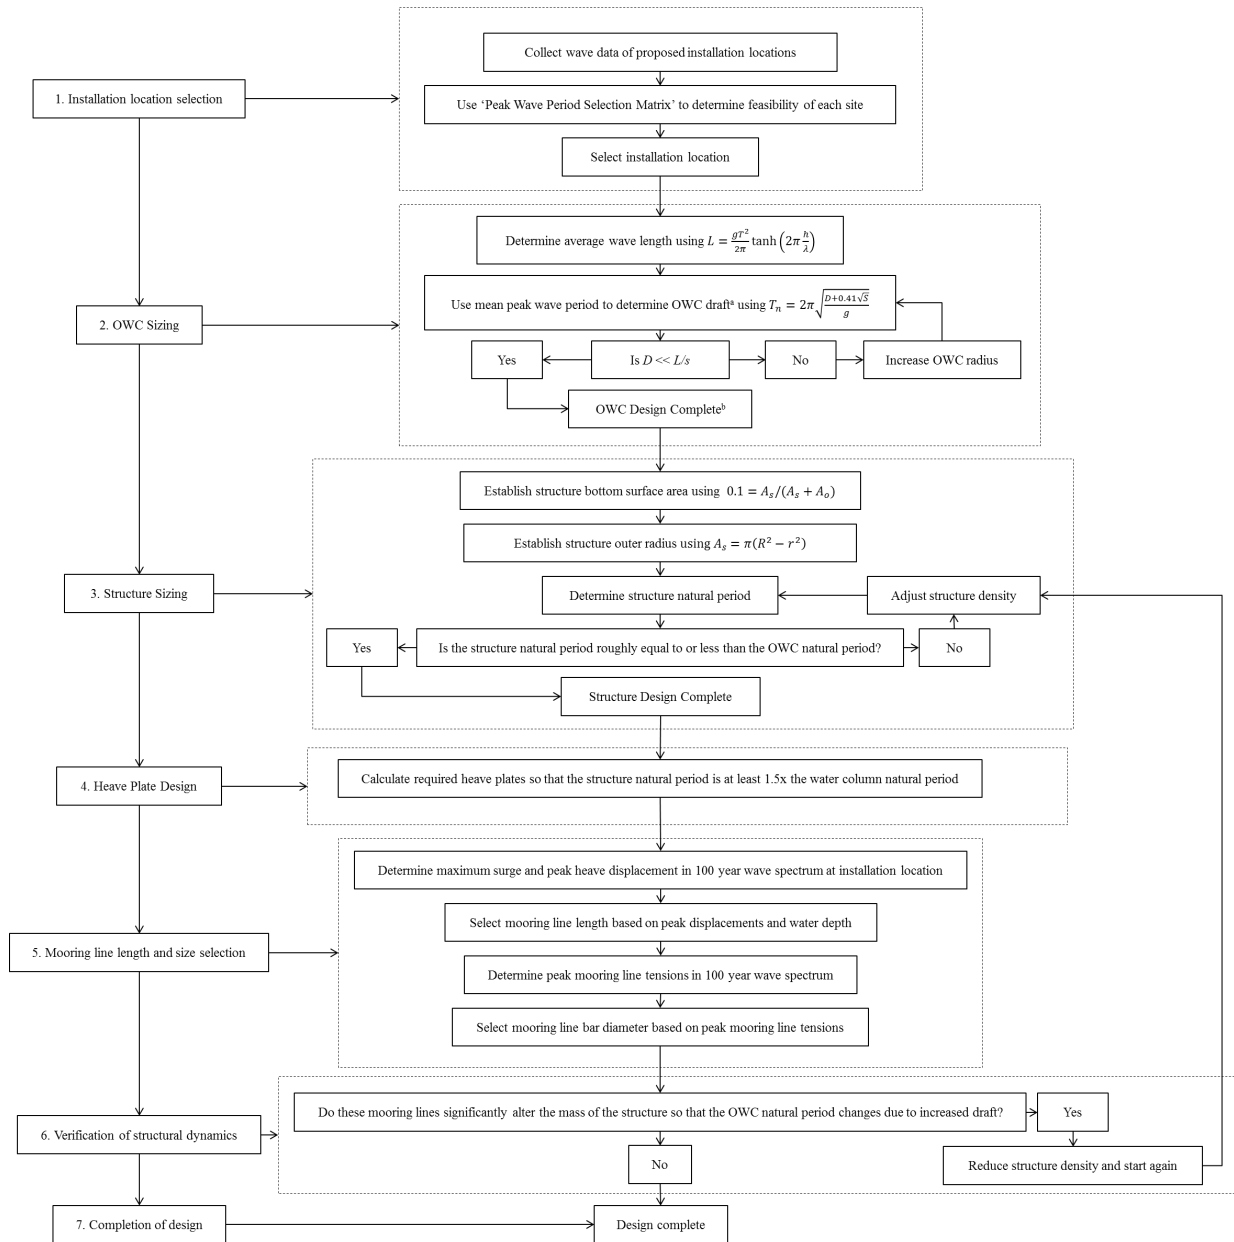 1. Installation location selection
Collect wave data of proposed installation locations
Use ‘Peak Wave Period Selection Matrix’ to determine feasibility of each site
Select installation location
2. OWC Sizing
Determine average wave length using L = gT²/2π tanh (2π h/λ)
Use mean peak wave period to determine OWC draftᵃ using Tₙ = 2π√((D+0.41√S)/g)
Is D << L/s
Yes
No
Increase OWC radius
OWC Design Completeᵇ
3. Structure Sizing
Establish structure bottom surface area using 0.1 = Aₛ/(Aₛ + Aₒ)
Establish structure outer radius using Aₛ = π(R² − r²)
Determine structure natural period
Adjust structure density
Is the structure natural period roughly equal to or less than the OWC natural period?
Yes
No
Structure Design Complete
4. Heave Plate Design
Calculate required heave plates so that the structure natural period is at least 1.5x the water column natural period
5. Mooring line length and size selection
Determine maximum surge and peak heave displacement in 100 year wave spectrum at installation location
Select mooring line length based on peak displacements and water depth
Determine peak mooring line tensions in 100 year wave spectrum
Select mooring line bar diameter based on peak mooring line tensions
6. Verification of structural dynamics
Do these mooring lines significantly alter the mass of the structure so that the OWC natural period changes due to increased draft?
Yes
No
Reduce structure density and start again
7. Completion of design
Design complete